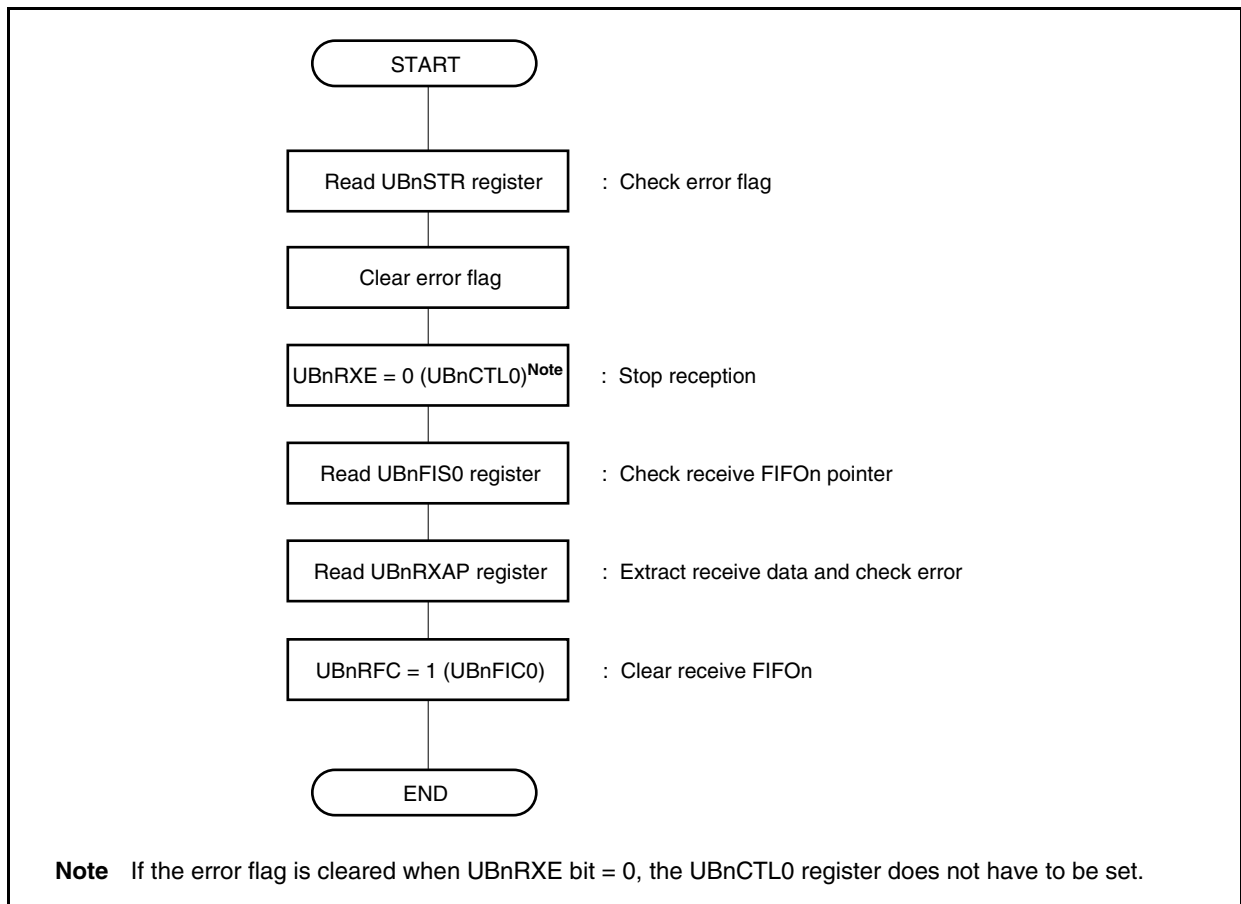 START
Read UBnSTR register : Check error flag
Clear error flag
UBnRXE = 0 (UBnCTL0)Note : Stop reception
Read UBnFIS0 register : Check receive FIFOn pointer
Read UBnRXAP register : Extract receive data and check error
UBnRFC = 1 (UBnFIC0) : Clear receive FIFOn
END
Note If the error flag is cleared when UBnRXE bit = 0, the UBnCTL0 register does not have to be set.